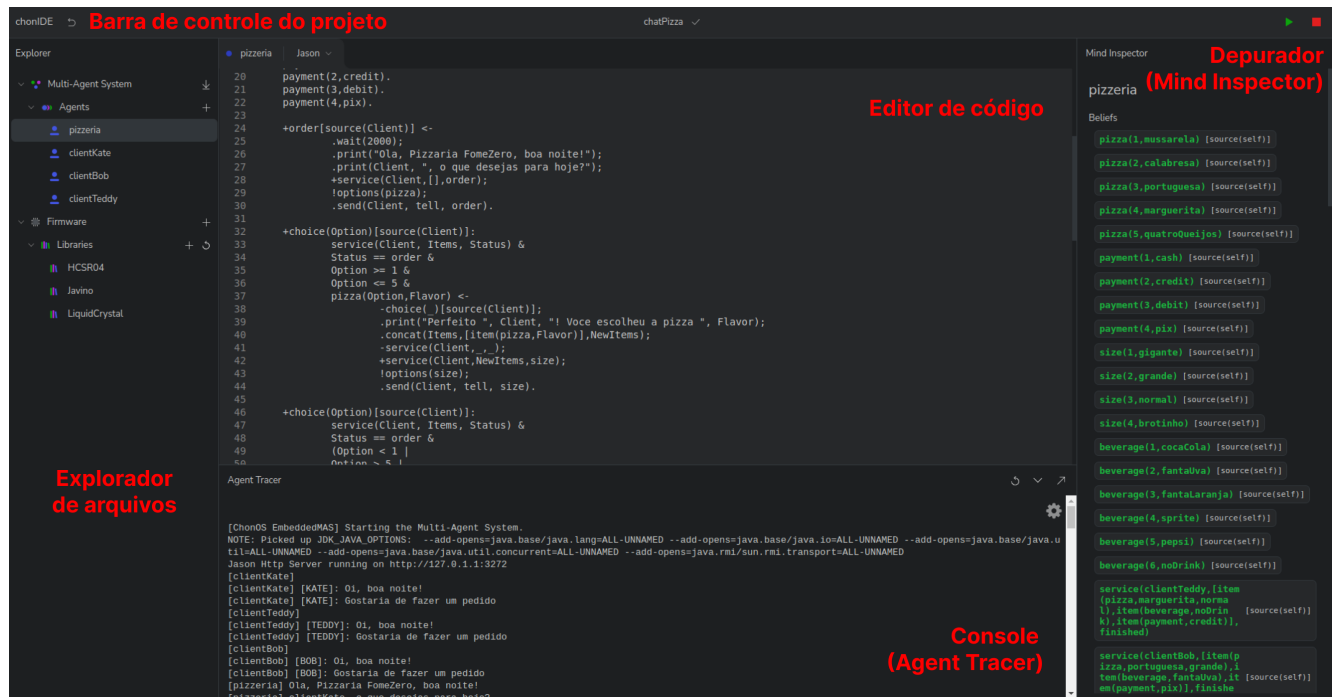 chonIDE
Barra de controle do projeto
chatPizza
Explorer
Multi-Agent System
Agents
pizzeria
clientKate
clientBob
clientTeddy
Firmware
Libraries
HCSR04
Javino
LiquidCrystal
Explorador
de arquivos
pizzeria
Jason
Editor de código
20 payment(2,credit).
21 payment(3,debit).
22 payment(4,pix).
23
24 +order[source(Client)] <-
25 .wait(2000);
26 .print("Ola, Pizzaria FomeZero, boa noite!");
27 .print(Client, ", o que desejas para hoje?");
28 +service(Client,[],order);
29 !options(pizza);
30 .send(Client, tell, order).
31
32 +choice(Option)[source(Client)]:
33 service(Client, Items, Status) &
34 Status == order &
35 Option >= 1 &
36 Option <= 5 &
37 pizza(Option,Flavor) <-
38 -choice(_)[source(Client)];
39 .print("Perfeito ", Client, "! Voce escolheu a pizza ", Flavor);
40 .concat(Items,[item(pizza,Flavor)],NewItems);
41 -service(Client,_,_);
42 +service(Client,NewItems,size);
43 !options(size);
44 .send(Client, tell, size).
45
46 +choice(Option)[source(Client)]:
47 service(Client, Items, Status) &
48 Status == order &
49 (Option < 1 |
50 Option > 5 |
Agent Tracer
[ChonOS EmbeddedMAS] Starting the Multi-Agent System.
NOTE: Picked up JDK_JAVA_OPTIONS: --add-opens=java.base/java.lang=ALL-UNNAMED --add-opens=java.base/java.io=ALL-UNNAMED --add-opens=java.base/java.u
til=ALL-UNNAMED --add-opens=java.base/java.util.concurrent=ALL-UNNAMED --add-opens=java.rmi/sun.rmi.transport=ALL-UNNAMED
Jason Http Server running on http://127.0.1.1:3272
[clientKate]
[clientKate] [KATE]: Oi, boa noite!
[clientKate] [KATE]: Gostaria de fazer um pedido
[clientTeddy]
[clientTeddy] [TEDDY]: Oi, boa noite!
[clientTeddy] [TEDDY]: Gostaria de fazer um pedido
[clientBob]
[clientBob] [BOB]: Oi, boa noite!
[clientBob] [BOB]: Gostaria de fazer um pedido
[pizzeria] Ola, Pizzaria FomeZero, boa noite!
[pizzeria] clientKate, o que desejas para hoje?
Console
(Agent Tracer)
Mind Inspector
Depurador
(Mind Inspector)
pizzeria
Beliefs
pizza(1,mussarela) [source(self)]
pizza(2,calabresa) [source(self)]
pizza(3,portuguesa) [source(self)]
pizza(4,marguerita) [source(self)]
pizza(5,quatroQueijos) [source(self)]
payment(1,cash) [source(self)]
payment(2,credit) [source(self)]
payment(3,debit) [source(self)]
payment(4,pix) [source(self)]
size(1,gigante) [source(self)]
size(2,grande) [source(self)]
size(3,normal) [source(self)]
size(4,brotinho) [source(self)]
beverage(1,cocaCola) [source(self)]
beverage(2,fantaUva) [source(self)]
beverage(3,fantaLaranja) [source(self)]
beverage(4,sprite) [source(self)]
beverage(5,pepsi) [source(self)]
beverage(6,noDrink) [source(self)]
service(clientTeddy,[item
(pizza,marguerita,norma
l),item(beverage,noDrin [source(self)]
k),item(payment,credit)],
finished)
service(clientBob,[item(p
izza,portuguesa,grande),i
tem(beverage,fantaUva),it [source(self)]
em(payment,pix)],finishe